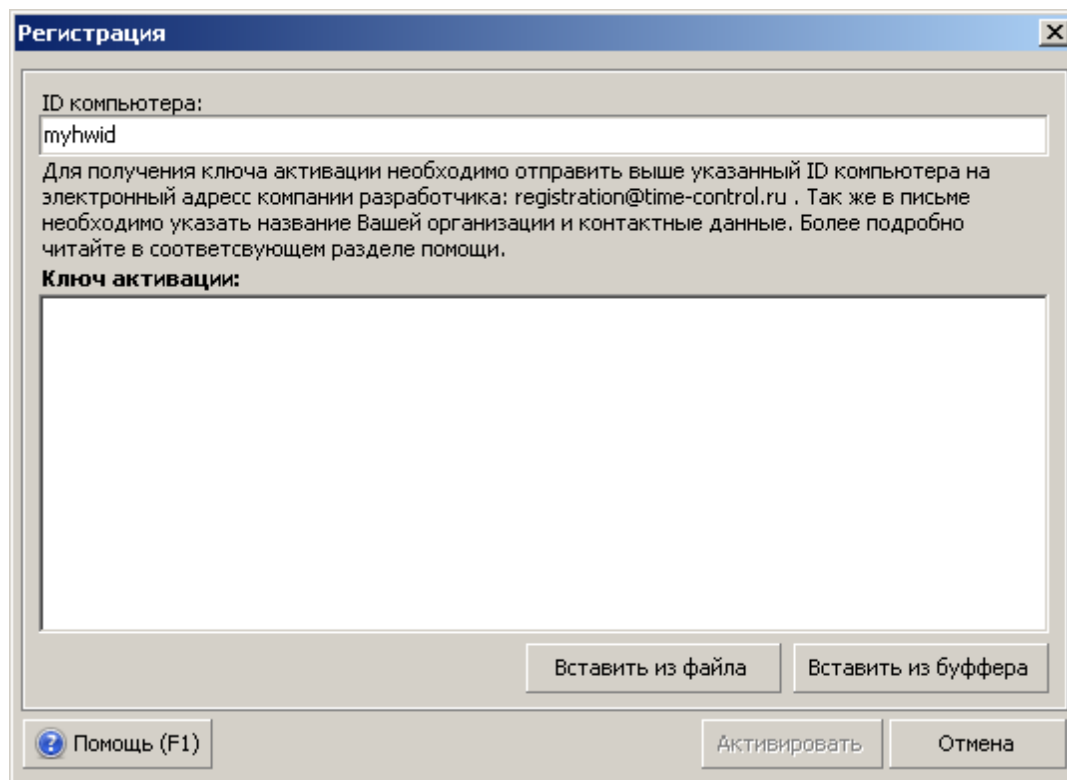 Регистрация
ID компьютера:
myhwid
Для получения ключа активации необходимо отправить выше указанный ID компьютера на
электронный адресс компании разработчика: registration@time-control.ru . Так же в письме
необходимо указать название Вашей организации и контактные данные. Более подробно
читайте в соответсвующем разделе помощи.
Ключ активации:
Вставить из файла
Вставить из буффера
Помощь (F1)
Активировать
Отмена